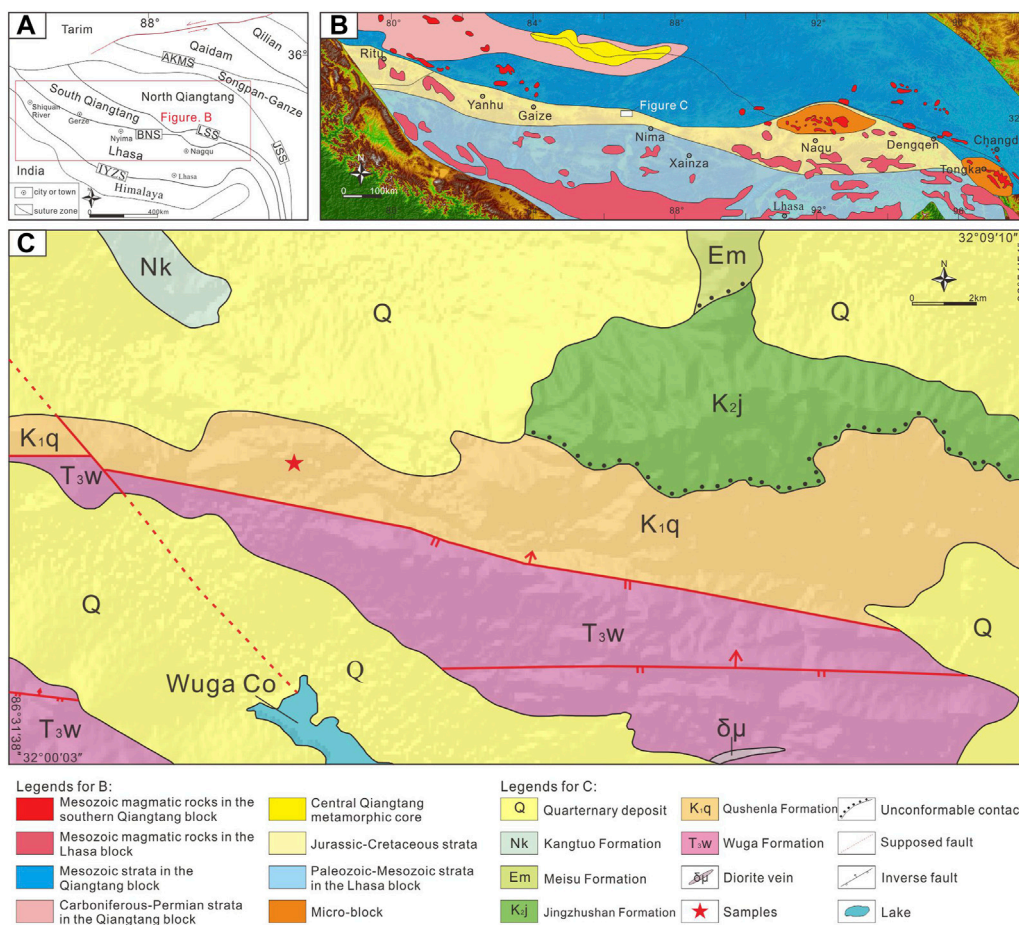 A
88°
Tarim
Qilian
36°
Qaidam
AKMS
Songpan-Ganze
South Qiangtang
North Qiangtang
Shiquan
River
Gerze
Figure. B
Nyima
BNS
LSS
JSS
Nagqu
Lhasa
India
IYZS
Lhasa
Himalaya
city or town
suture zone
N
0
400km
B
80°
84°
88°
92°
Ritu
Yanhu
Gaize
Figure C
Nima
Xainza
Naqu
Dengqen
Changd
Tongka
Lhasa
N
0
100km
88°
92°
C
Nk
Q
Em
32°09'10"
N
0
2km
Q
K₂j
K₁q
T₃w
K₁q
Q
T₃w
Q
Q
Wuga Co
86°31'38"
T₃w
δμ
32°00'03"
Legends for B:
Mesozoic magmatic rocks in the
southern Qiangtang block
Mesozoic magmatic rocks in the
Lhasa block
Mesozoic strata in the
Qiangtang block
Carboniferous-Permian strata
in the Qiangtang block
Central Qiangtang
metamorphic core
Jurassic-Cretaceous strata
Paleozoic-Mesozoic strata
in the Lhasa block
Micro-block
Legends for C:
Q Quarternary deposit
Nk Kangtuo Formation
Em Meisu Formation
K₂j Jingzhushan Formation
K₁q Qushenla Formation
T₃w Wuga Formation
δμ Diorite vein
Samples
Unconformable contac
Supposed fault
Inverse fault
Lake